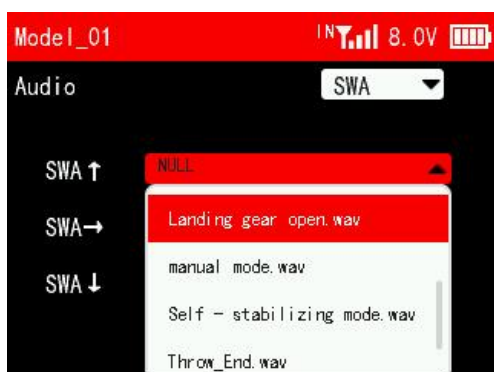 Model_01 IN 8.0V
Audio SWA
SWA↑ NULL
Landing gear open.wav
SWA→
manual mode.wav
SWA↓
Self - stabilizing mode.wav
Throw_End.wav